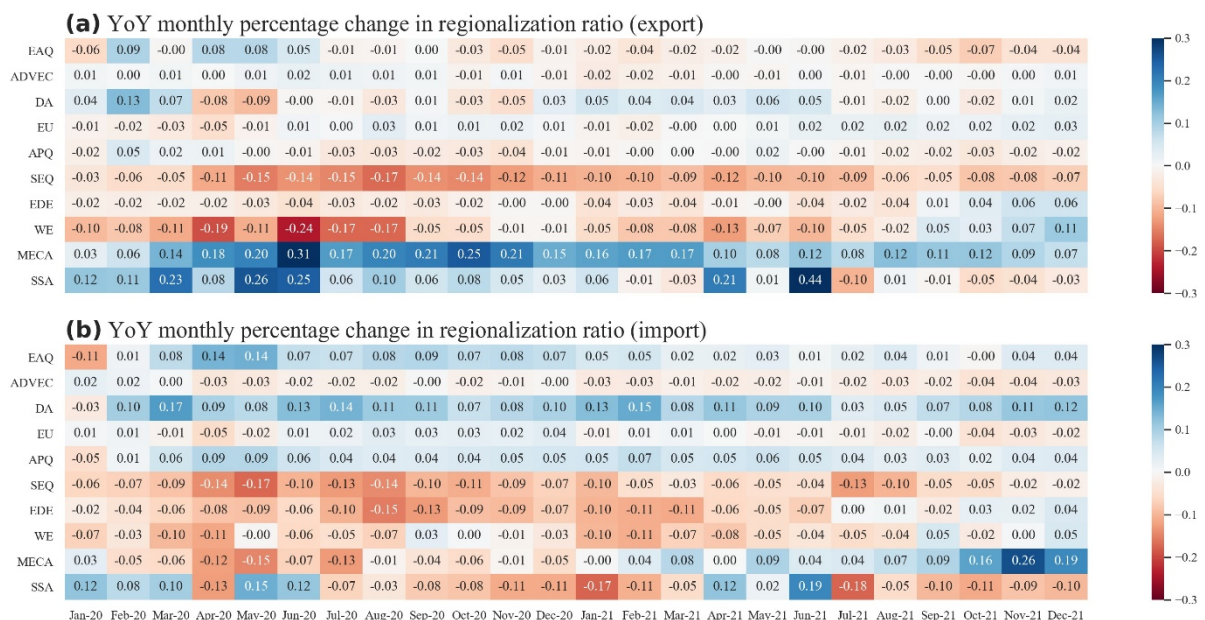 (a) YoY monthly percentage change in regionalization ratio (export)
EAQ -0.06 0.09 -0.00 0.08 0.08 0.05 -0.01 -0.01 0.00 -0.03 -0.05 -0.01 -0.02 -0.04 -0.02 -0.02 -0.00 -0.00 -0.02 -0.03 -0.05 -0.07 -0.04 -0.04
ADVEC 0.01 0.00 0.01 0.00 0.01 0.02 0.01 0.01 0.01 -0.01 0.01 -0.01 -0.02 -0.02 -0.01 -0.00 -0.01 0.00 -0.01 -0.00 -0.00 0.00 0.00 0.01
DA 0.04 0.13 0.07 -0.08 -0.09 -0.00 -0.01 -0.03 0.01 -0.03 -0.05 0.03 0.05 0.04 0.04 0.03 0.06 0.05 -0.01 -0.02 0.00 -0.02 0.01 0.02
EU -0.01 -0.02 -0.03 -0.05 -0.01 0.01 0.00 0.03 0.01 0.01 0.02 0.01 0.01 -0.02 -0.00 0.00 -0.01 0.02 0.02 0.02 0.02 0.02 0.02 0.03
APQ -0.02 0.05 0.02 0.01 -0.00 -0.01 -0.03 -0.03 -0.02 -0.03 -0.04 -0.01 -0.01 -0.00 0.00 -0.00 0.02 -0.00 -0.01 -0.02 -0.02 -0.03 -0.02 -0.02
SEQ -0.03 -0.06 -0.05 -0.11 -0.15 -0.14 -0.15 -0.17 -0.14 -0.14 -0.12 -0.11 -0.10 -0.10 -0.09 -0.12 -0.10 -0.10 -0.09 -0.06 -0.05 -0.08 -0.08 -0.07
EDE -0.02 -0.02 -0.02 -0.02 -0.03 -0.04 -0.03 -0.02 -0.02 -0.02 -0.00 -0.00 -0.04 -0.03 -0.04 -0.01 -0.03 -0.04 -0.02 -0.02 0.01 0.04 0.06 0.06
WE -0.10 -0.08 -0.11 -0.19 -0.11 -0.24 -0.17 -0.17 -0.05 -0.05 -0.01 -0.01 -0.05 -0.08 -0.08 -0.13 -0.06 -0.10 -0.05 -0.02 0.05 0.03 0.07 0.11
MECA 0.03 0.06 0.14 0.18 0.20 0.31 0.17 0.20 0.21 0.25 0.21 0.15 0.16 0.17 0.17 0.10 0.08 0.12 0.08 0.12 0.11 0.12 0.09 0.07
SSA 0.12 0.11 0.23 0.08 0.26 0.25 0.06 0.10 0.06 0.08 0.05 0.03 0.06 -0.01 -0.03 0.21 0.01 0.44 -0.10 0.01 -0.01 -0.05 -0.04 -0.03
0.3
0.2
0.1
0.0
−0.1
−0.2
−0.3
(b) YoY monthly percentage change in regionalization ratio (import)
EAQ -0.11 0.01 0.08 0.14 0.14 0.07 0.07 0.08 0.09 0.07 0.08 0.07 0.05 0.05 0.02 0.02 0.03 0.01 0.02 0.04 0.01 -0.00 0.04 0.04
ADVEC 0.02 0.02 0.00 -0.03 -0.03 -0.02 -0.02 -0.02 -0.00 -0.02 -0.01 -0.00 -0.03 -0.03 -0.01 -0.02 -0.02 -0.01 -0.02 -0.03 -0.02 -0.04 -0.04 -0.03
DA -0.03 0.10 0.17 0.09 0.08 0.13 0.14 0.11 0.11 0.07 0.08 0.10 0.13 0.15 0.08 0.11 0.09 0.10 0.03 0.05 0.07 0.08 0.11 0.12
EU 0.01 0.01 -0.01 -0.05 -0.02 0.01 0.02 0.03 0.03 0.03 0.02 0.04 -0.01 0.01 0.01 0.00 -0.01 -0.01 -0.01 -0.02 -0.00 -0.04 -0.03 -0.02
APQ -0.05 0.01 0.06 0.09 0.09 0.06 0.04 0.04 0.04 0.04 0.05 0.05 0.05 0.07 0.05 0.05 0.06 0.05 0.04 0.03 0.03 0.02 0.04 0.04
SEQ -0.06 -0.07 -0.09 -0.14 -0.17 -0.10 -0.13 -0.14 -0.10 -0.11 -0.09 -0.07 -0.10 -0.05 -0.03 -0.06 -0.05 -0.04 -0.13 -0.10 -0.05 -0.05 -0.02 -0.02
EDE -0.02 -0.04 -0.06 -0.08 -0.09 -0.06 -0.10 -0.15 -0.13 -0.09 -0.09 -0.07 -0.10 -0.11 -0.11 -0.06 -0.05 -0.07 0.00 0.01 -0.02 0.03 0.02 0.04
WE -0.07 -0.03 -0.10 -0.11 -0.00 -0.06 -0.05 -0.07 0.03 0.00 -0.01 -0.03 -0.10 -0.11 -0.07 -0.08 -0.05 -0.04 -0.05 -0.04 0.05 -0.02 0.00 0.05
MECA 0.03 -0.05 -0.06 -0.12 -0.15 -0.07 -0.13 -0.01 -0.04 -0.06 -0.01 -0.05 -0.00 0.04 0.08 0.00 0.09 0.04 0.04 0.07 0.09 0.16 0.26 0.19
SSA 0.12 0.08 0.10 -0.13 0.15 0.12 -0.07 -0.03 -0.08 -0.08 -0.11 -0.11 -0.17 -0.11 -0.05 0.12 0.02 0.19 -0.18 -0.05 -0.10 -0.11 -0.09 -0.10
Jan-20 Feb-20 Mar-20 Apr-20 May-20 Jun-20 Jul-20 Aug-20 Sep-20 Oct-20 Nov-20 Dec-20 Jan-21 Feb-21 Mar-21 Apr-21 May-21 Jun-21 Jul-21 Aug-21 Sep-21 Oct-21 Nov-21 Dec-21
0.3
0.2
0.1
0.0
−0.1
−0.2
−0.3